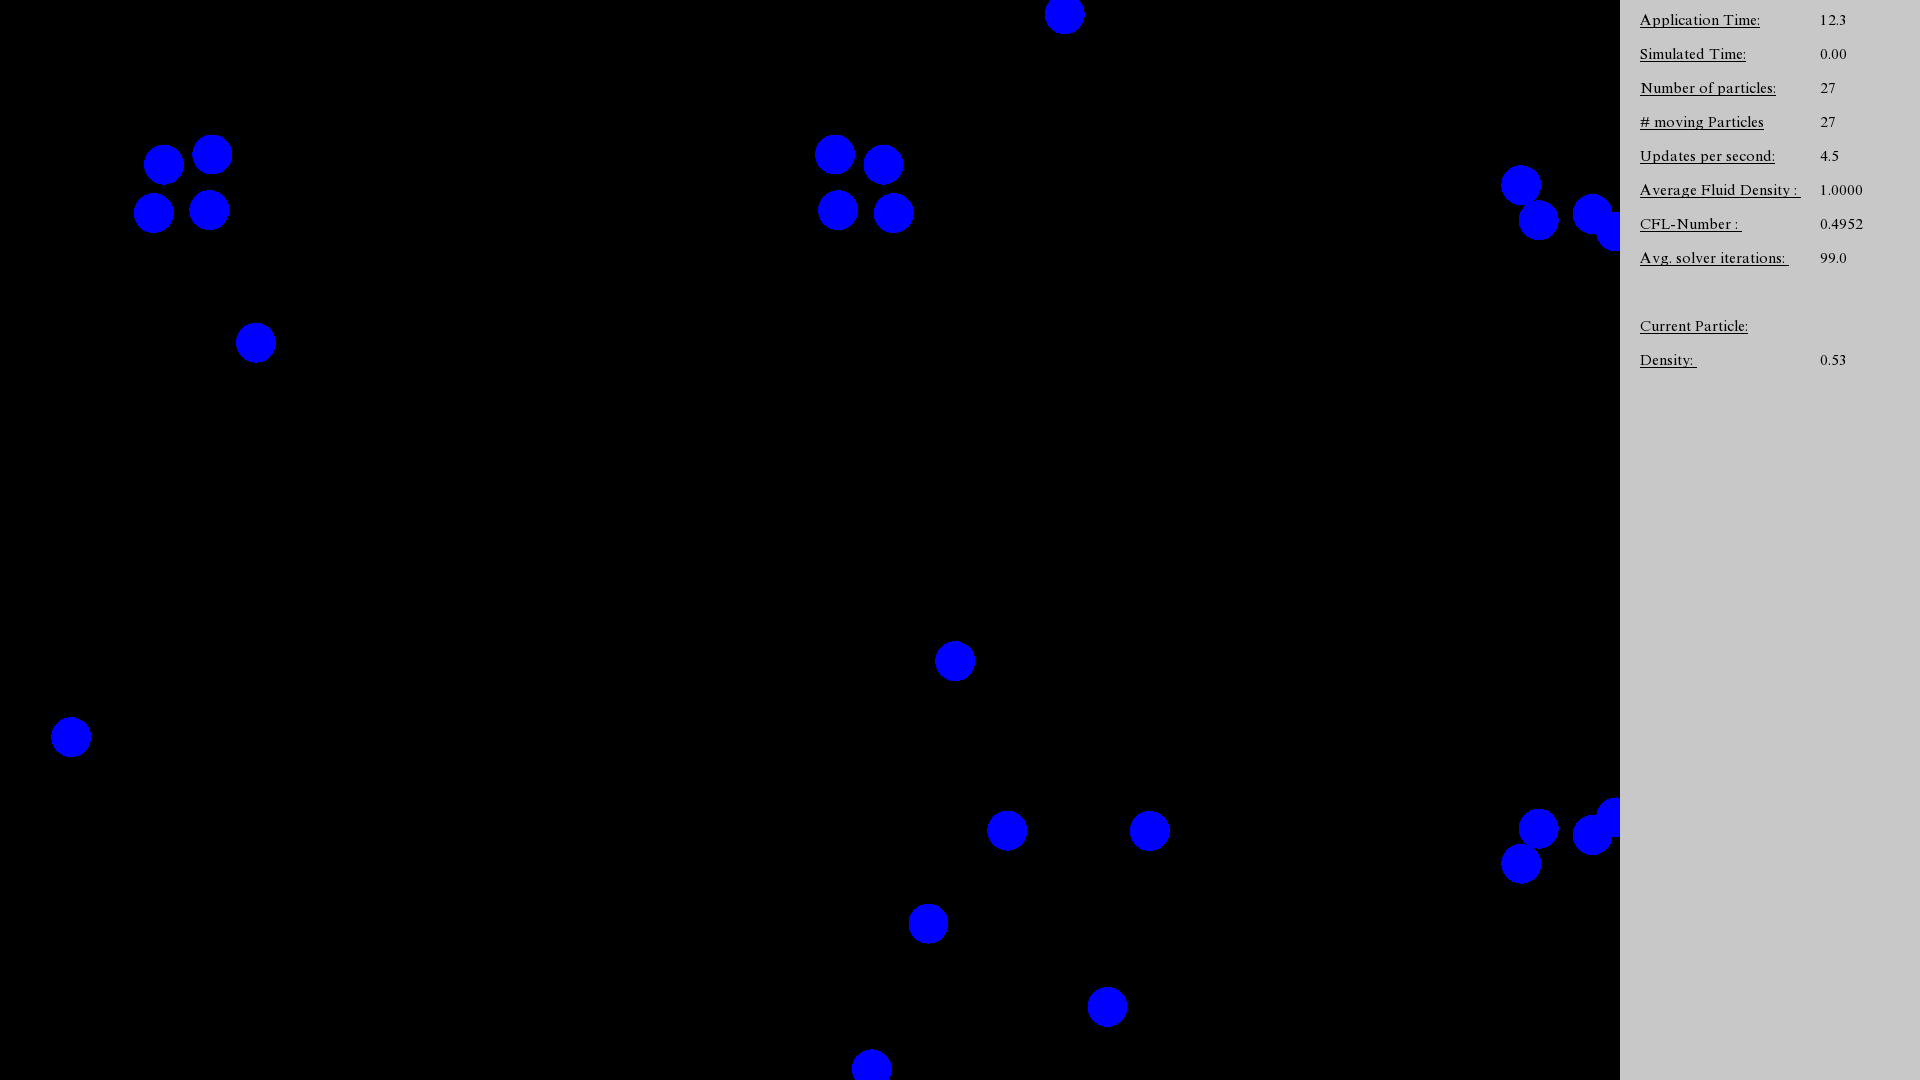 Application Time: 12.3
Simulated Time: 0.00
Number of particles: 27
# moving Particles 27
Updates per second: 4.5
Average Fluid Density : 1.0000
CFL-Number : 0.4952
Avg. solver iterations: 99.0
Current Particle:
Density: 0.53